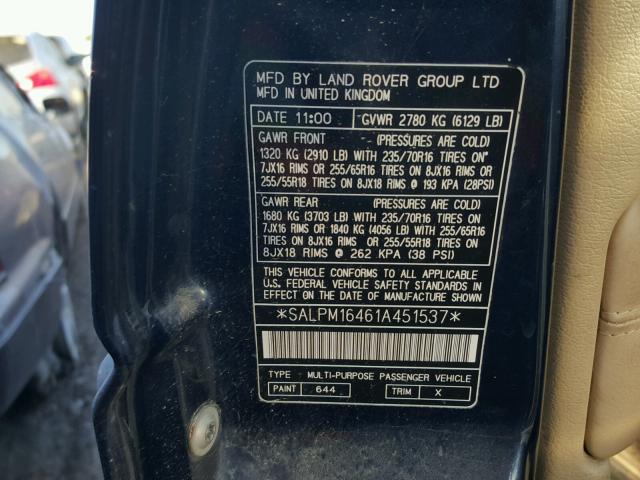 MFD BY LAND ROVER GROUP LTD
MFD IN UNITED KINGDOM
DATE 11:00 GVWR 2780 KG (6129 LB)
GAWR FRONT (PRESSURES ARE COLD)
1320 KG (2910 LB) WITH 235/70R16 TIRES ON
7JX16 RIMS OR 255/65R16 TIRES ON 8JX16 RIMS OR
255/55R18 TIRES ON 8JX18 RIMS @ 193 KPA (28PSI)
GAWR REAR (PRESSURES ARE COLD)
1680 KG (3703 LB) WITH 235/70R16 TIRES ON
7JX16 RIMS OR 1840 KG (4056 LB) WITH 255/65R16
TIRES ON 8JX16 RIMS OR 255/55R18 TIRES ON
8JX18 RIMS @ 262 KPA (38 PSI)
THIS VEHICLE CONFORMS TO ALL APPLICABLE
U.S. FEDERAL VEHICLE SAFETY STANDARDS IN
EFFECT ON THE DATE OF MANUFACTURE SHOWN
*SALPM16461A451537*
TYPE MULTI-PURPOSE PASSENGER VEHICLE
PAINT 644 TRIM X